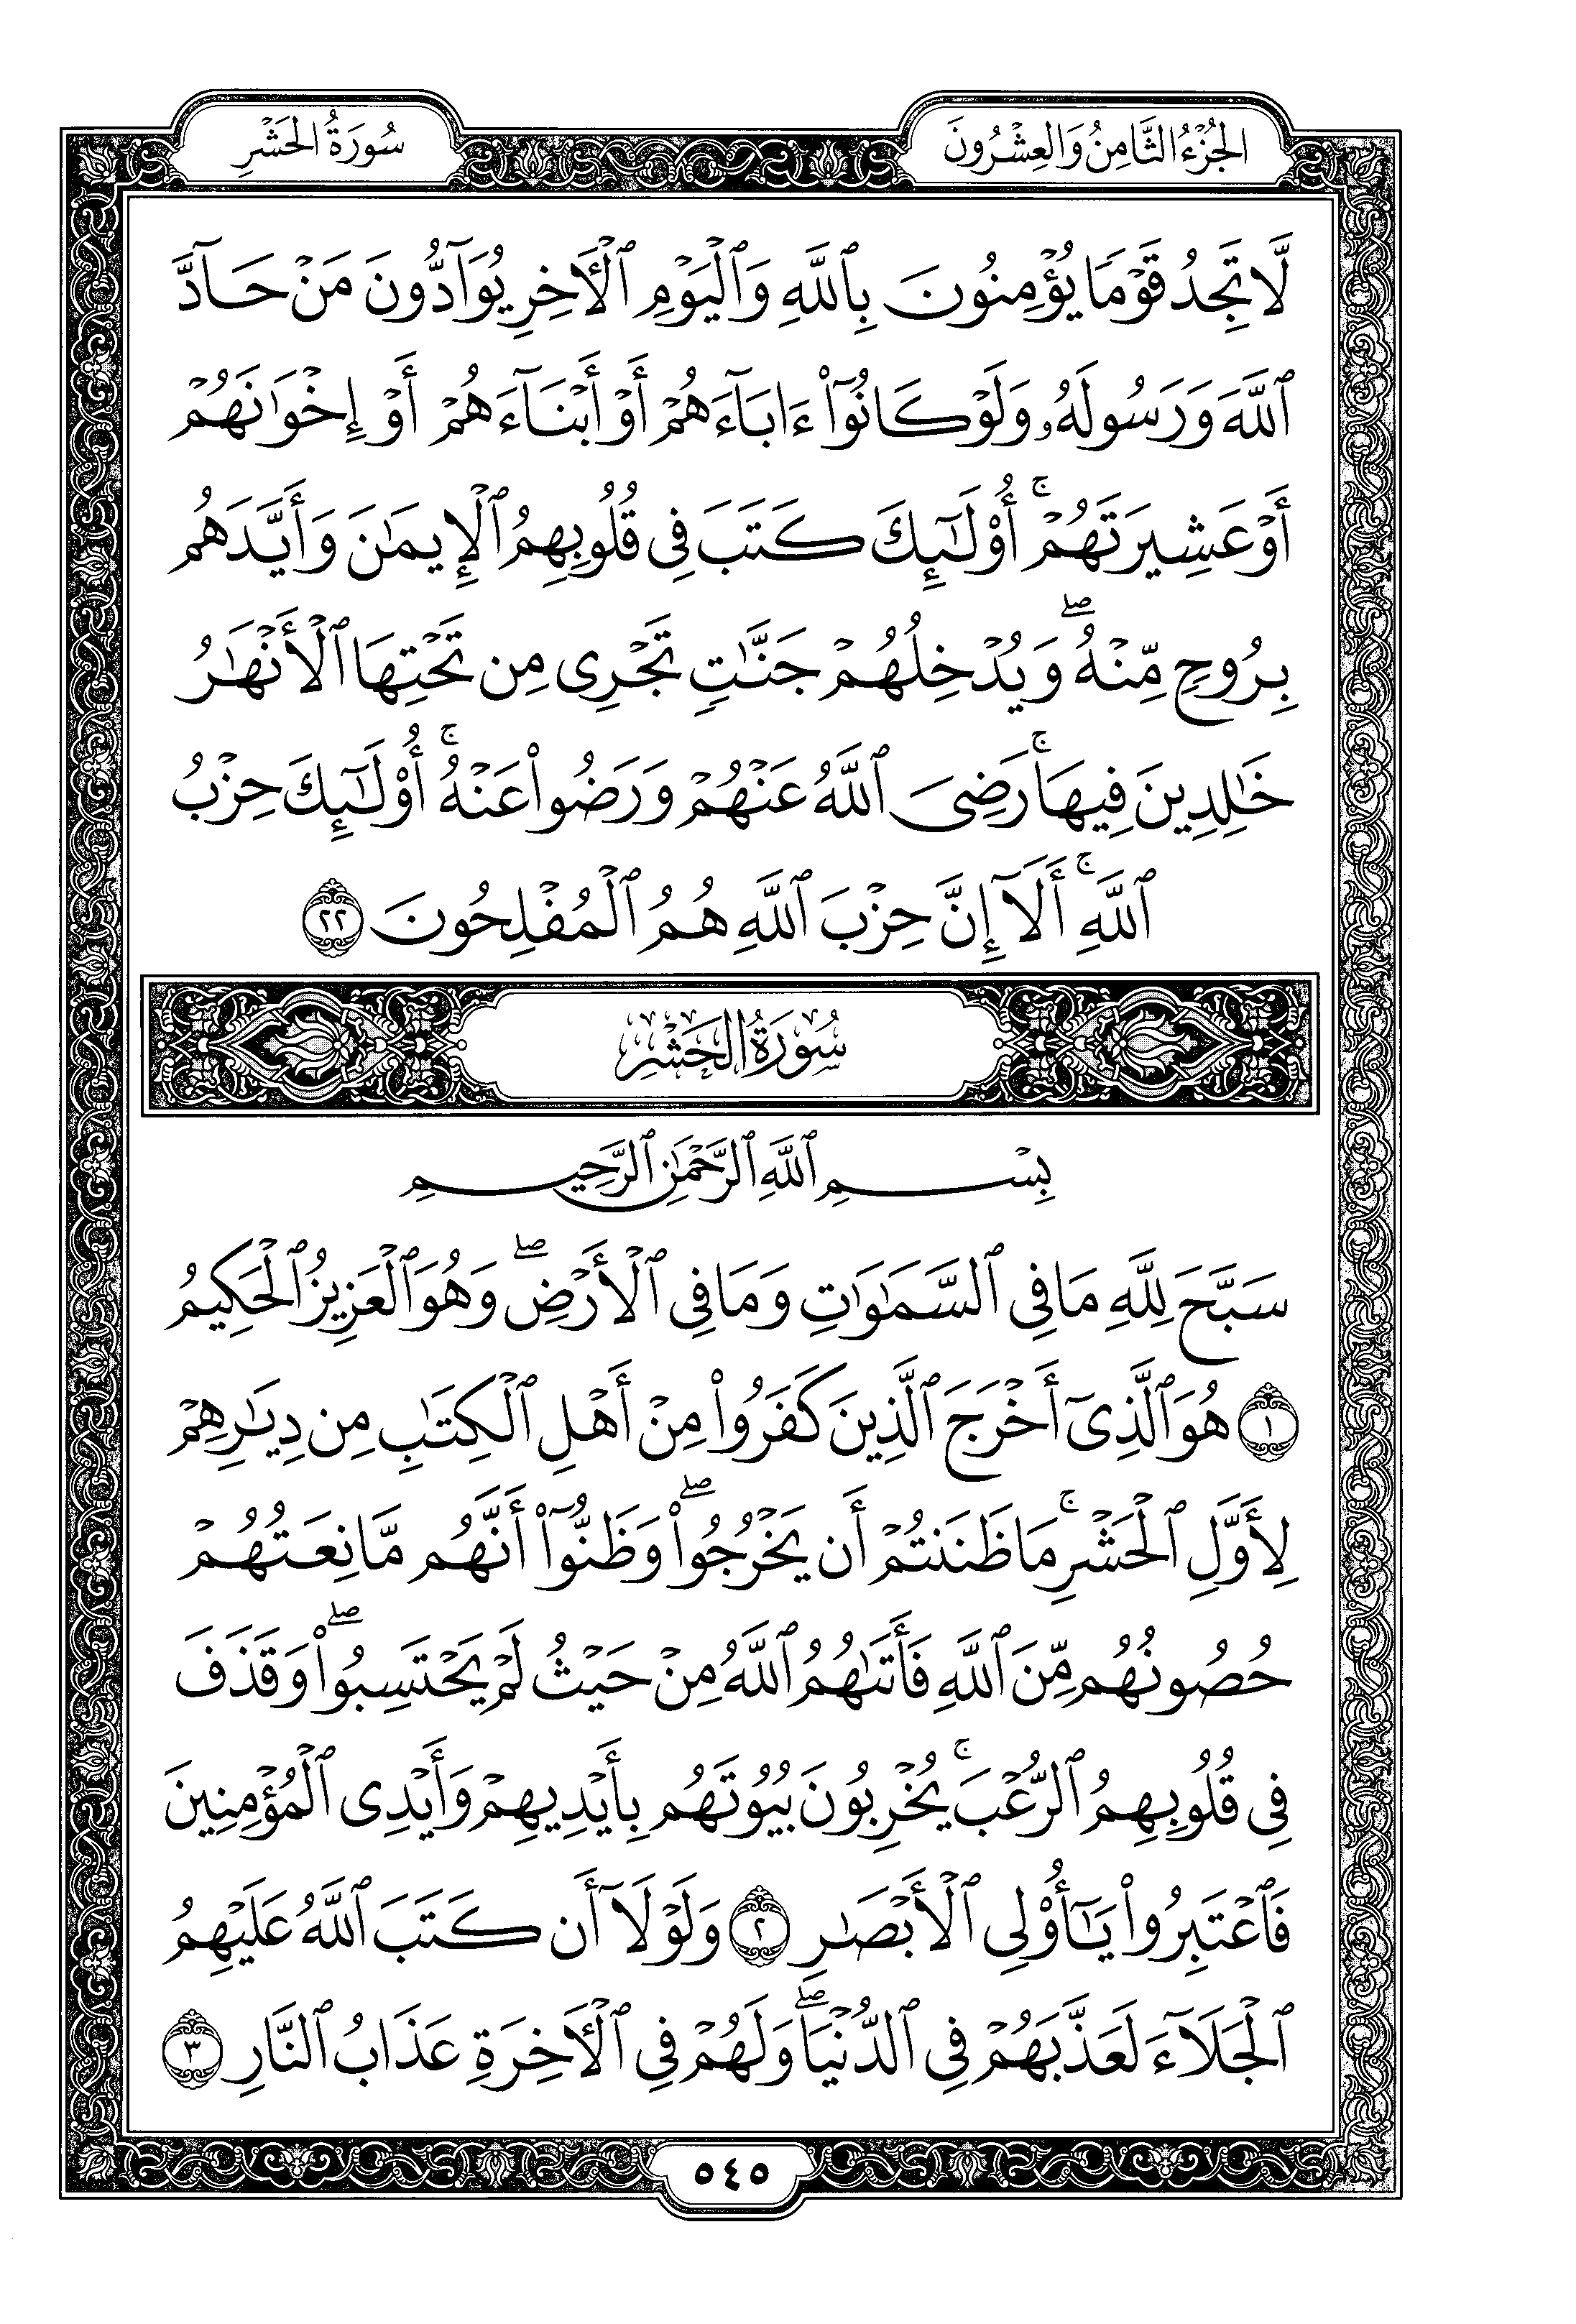 الجُزْءُ الثَّامِنُ وَالعِشْرُونَ
سُورَةُ الحَشْرِ
لَّا تَجِدُ قَوْمًا يُؤْمِنُونَ بِٱللَّهِ وَٱلْيَوْمِ ٱلْأٓخِرِ يُوَآدُّونَ مَنْ حَآدَّ
ٱللَّهَ وَرَسُولَهُۥ وَلَوْ كَانُوٓا۟ ءَابَآءَهُمْ أَوْ أَبْنَآءَهُمْ أَوْ إِخْوَٰنَهُمْ
أَوْ عَشِيرَتَهُمْ ۚ أُو۟لَـٰٓئِكَ كَتَبَ فِى قُلُوبِهِمُ ٱلْإِيمَـٰنَ وَأَيَّدَهُم
بِرُوحٍ مِّنْهُ ۖ وَيُدْخِلُهُمْ جَنَّـٰتٍ تَجْرِى مِن تَحْتِهَا ٱلْأَنْهَـٰرُ
خَـٰلِدِينَ فِيهَا ۚ رَضِىَ ٱللَّهُ عَنْهُمْ وَرَضُوا۟ عَنْهُ ۚ أُو۟لَـٰٓئِكَ حِزْبُ
ٱللَّهِ ۚ أَلَآ إِنَّ حِزْبَ ٱللَّهِ هُمُ ٱلْمُفْلِحُونَ ٢٢
سُورَةُ الحَشْرِ
بِسْمِ ٱللَّهِ ٱلرَّحْمَـٰنِ ٱلرَّحِيمِ
سَبَّحَ لِلَّهِ مَا فِى ٱلسَّمَـٰوَٰتِ وَمَا فِى ٱلْأَرْضِ ۖ وَهُوَ ٱلْعَزِيزُ ٱلْحَكِيمُ
١ هُوَ ٱلَّذِىٓ أَخْرَجَ ٱلَّذِينَ كَفَرُوا۟ مِنْ أَهْلِ ٱلْكِتَـٰبِ مِن دِيَـٰرِهِمْ
لِأَوَّلِ ٱلْحَشْرِ ۚ مَا ظَنَنتُمْ أَن يَخْرُجُوا۟ ۖ وَظَنُّوٓا۟ أَنَّهُم مَّانِعَتُهُمْ
حُصُونُهُم مِّنَ ٱللَّهِ فَأَتَىٰهُمُ ٱللَّهُ مِنْ حَيْثُ لَمْ يَحْتَسِبُوا۟ ۖ وَقَذَفَ
فِى قُلُوبِهِمُ ٱلرُّعْبَ ۚ يُخْرِبُونَ بُيُوتَهُم بِأَيْدِيهِمْ وَأَيْدِى ٱلْمُؤْمِنِينَ
فَٱعْتَبِرُوا۟ يَـٰٓأُو۟لِى ٱلْأَبْصَـٰرِ ٢ وَلَوْلَآ أَن كَتَبَ ٱللَّهُ عَلَيْهِمُ
ٱلْجَلَآءَ لَعَذَّبَهُمْ فِى ٱلدُّنْيَا ۖ وَلَهُمْ فِى ٱلْأٓخِرَةِ عَذَابُ ٱلنَّارِ ٣
٥٤٥